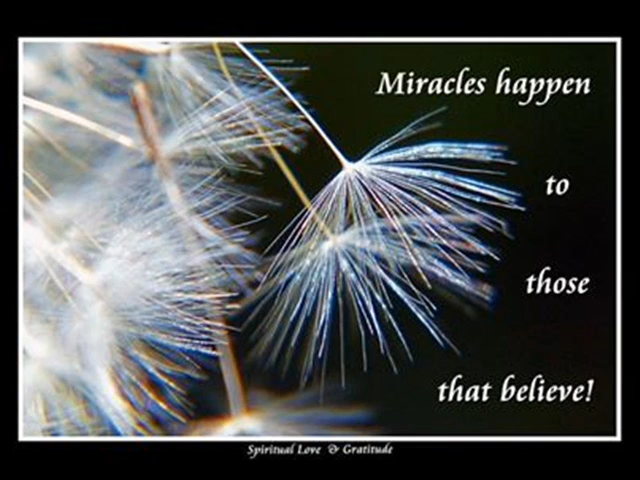 Miracles happen
to
those
that believe!
Spiritual Love & Gratitude